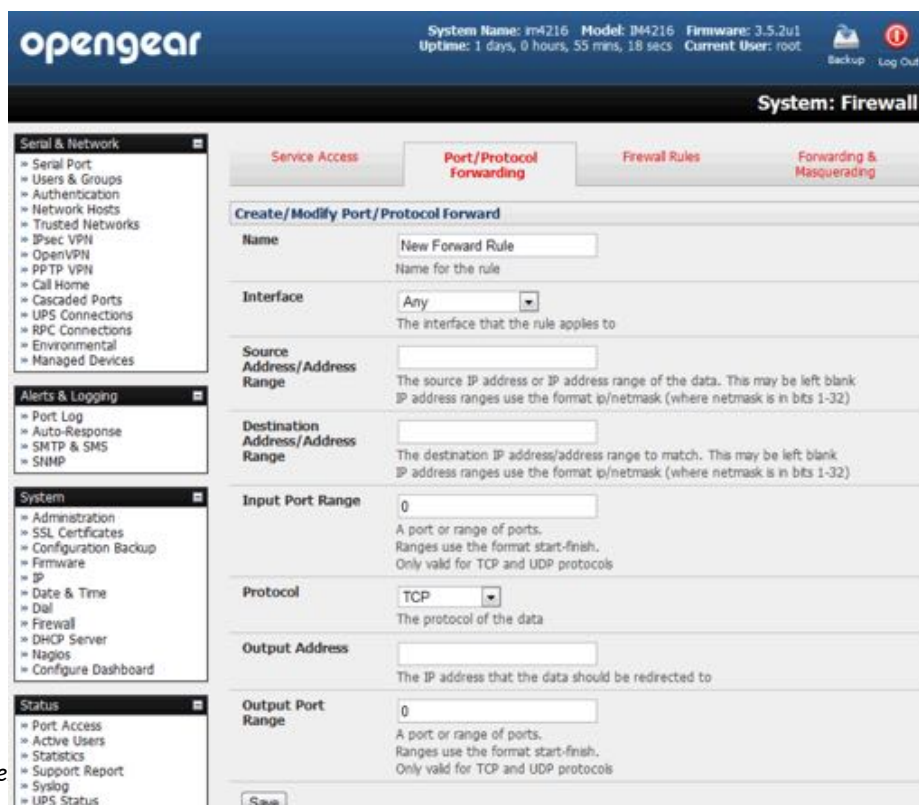 opengear
System Name: im4216 Model: IM4216 Firmware: 3.5.2u1
Uptime: 1 days, 0 hours, 55 mins, 18 secs Current User: root
Backup
Log Out
System: Firewall
Serial & Network
» Serial Port
» Users & Groups
» Authentication
» Network Hosts
» Trusted Networks
» IPsec VPN
» OpenVPN
» PPTP VPN
» Call Home
» Cascaded Ports
» UPS Connections
» RPC Connections
» Environmental
» Managed Devices
Alerts & Logging
» Port Log
» Auto-Response
» SMTP & SMS
» SNMP
System
» Administration
» SSL Certificates
» Configuration Backup
» Firmware
» IP
» Date & Time
» Dial
» Firewall
» DHCP Server
» Nagios
» Configure Dashboard
Status
» Port Access
» Active Users
» Statistics
» Support Report
» Syslog
» UPS Status
e
Service Access
Port/Protocol
Forwarding
Firewall Rules
Forwarding &
Masquerading
Create/Modify Port/Protocol Forward
Name
New Forward Rule
Name for the rule
Interface
Any
The interface that the rule applies to
Source
Address/Address
Range
The source IP address or IP address range of the data. This may be left blank
IP address ranges use the format ip/netmask (where netmask is in bits 1-32)
Destination
Address/Address
Range
The destination IP address/address range to match. This may be left blank
IP address ranges use the format ip/netmask (where netmask is in bits 1-32)
Input Port Range
0
A port or range of ports.
Ranges use the format start-finish.
Only valid for TCP and UDP protocols
Protocol
TCP
The protocol of the data
Output Address
The IP address that the data should be redirected to
Output Port
Range
0
A port or range of ports.
Ranges use the format start-finish.
Only valid for TCP and UDP protocols
Save